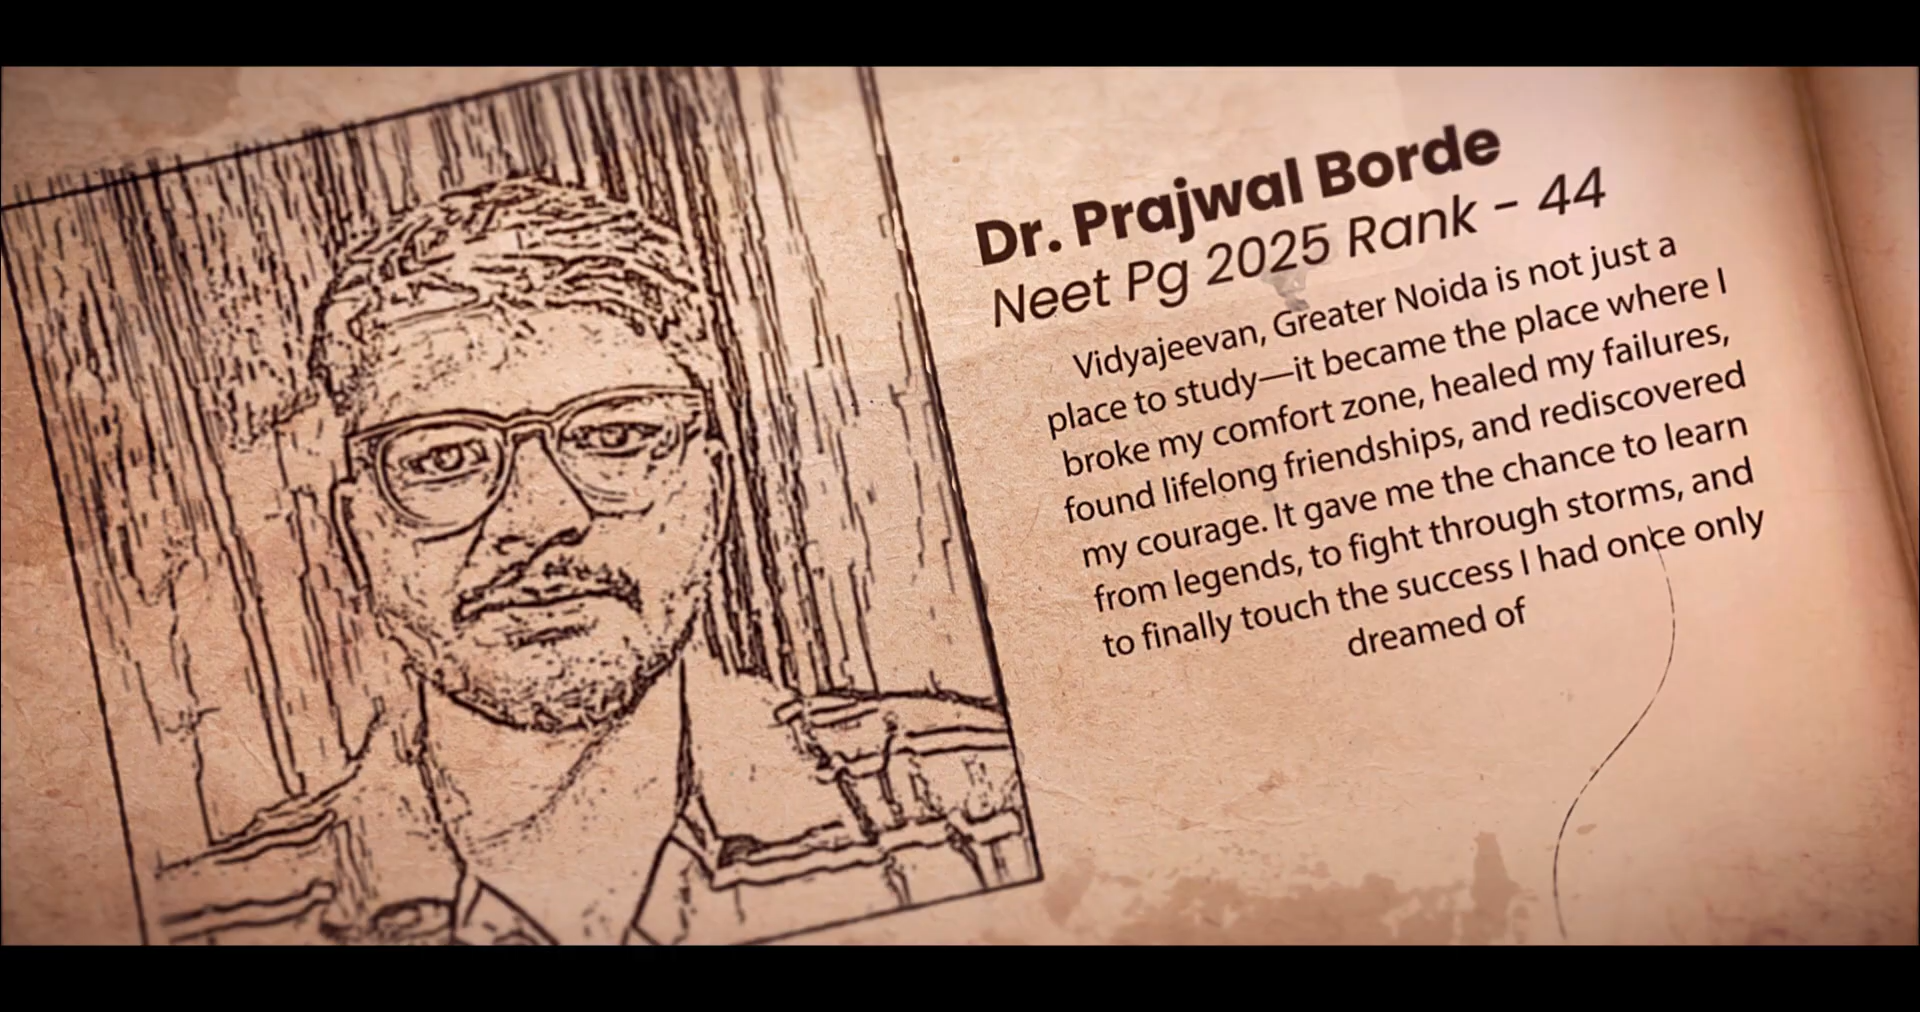 Dr. Prajwal Borde
Neet Pg 2025 Rank - 44
Vidyajeevan, Greater Noida is not just a
place to study—it became the place where I
broke my comfort zone, healed my failures,
found lifelong friendships, and rediscovered
my courage. It gave me the chance to learn
from legends, to fight through storms, and
to finally touch the success I had once only
dreamed of